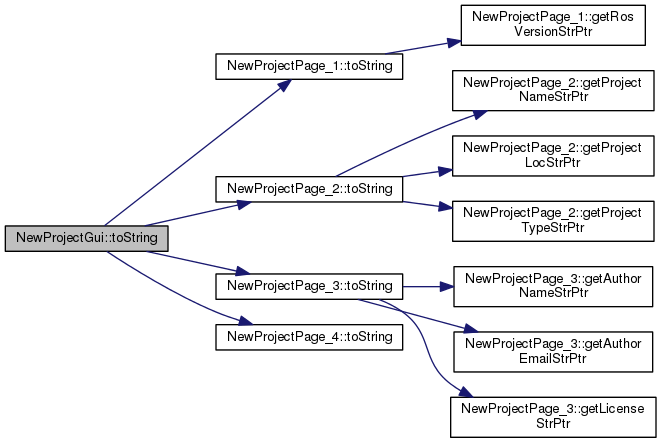 NewProjectGui::toString
NewProjectPage_1::toString
NewProjectPage_1::getRos
VersionStrPtr
NewProjectPage_2::toString
NewProjectPage_2::getProject
NameStrPtr
NewProjectPage_2::getProject
LocStrPtr
NewProjectPage_2::getProject
TypeStrPtr
NewProjectPage_3::toString
NewProjectPage_3::getAuthor
NameStrPtr
NewProjectPage_3::getAuthor
EmailStrPtr
NewProjectPage_3::getLicense
StrPtr
NewProjectPage_4::toString